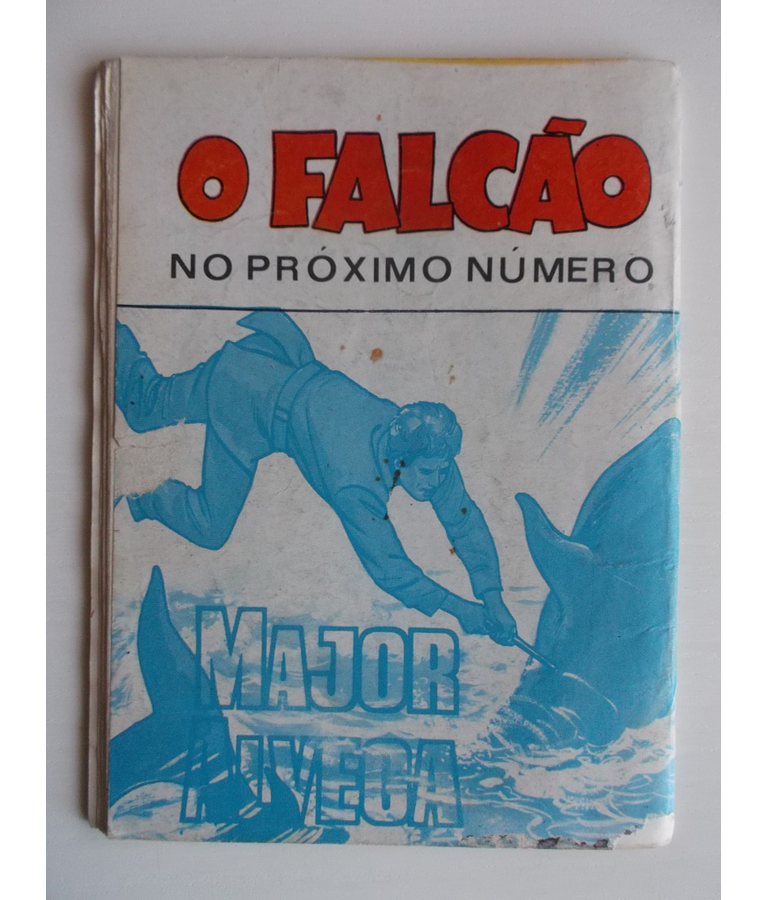 O FALCÃO
NO PRÓXIMO NÚMERO
MAJOR
ALVEGA